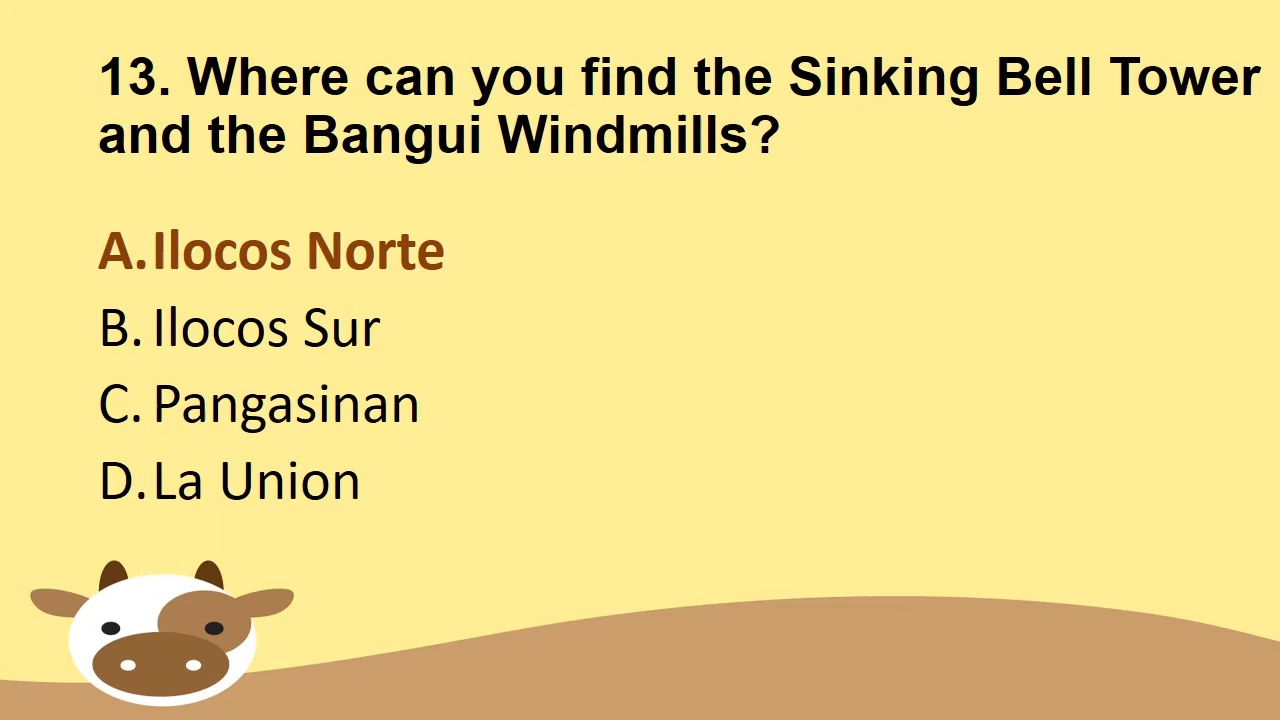 13. Where can you find the Sinking Bell Tower
and the Bangui Windmills?
A. Ilocos Norte
B. Ilocos Sur
C. Pangasinan
D. La Union